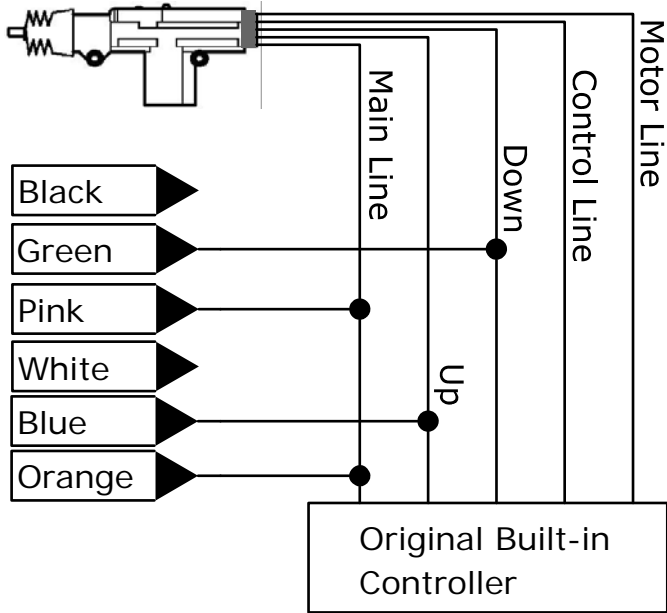 Motor Line
Control Line
Down
Main Line
Up
Black
Green
Pink
White
Blue
Orange
Original Built-in
Controller